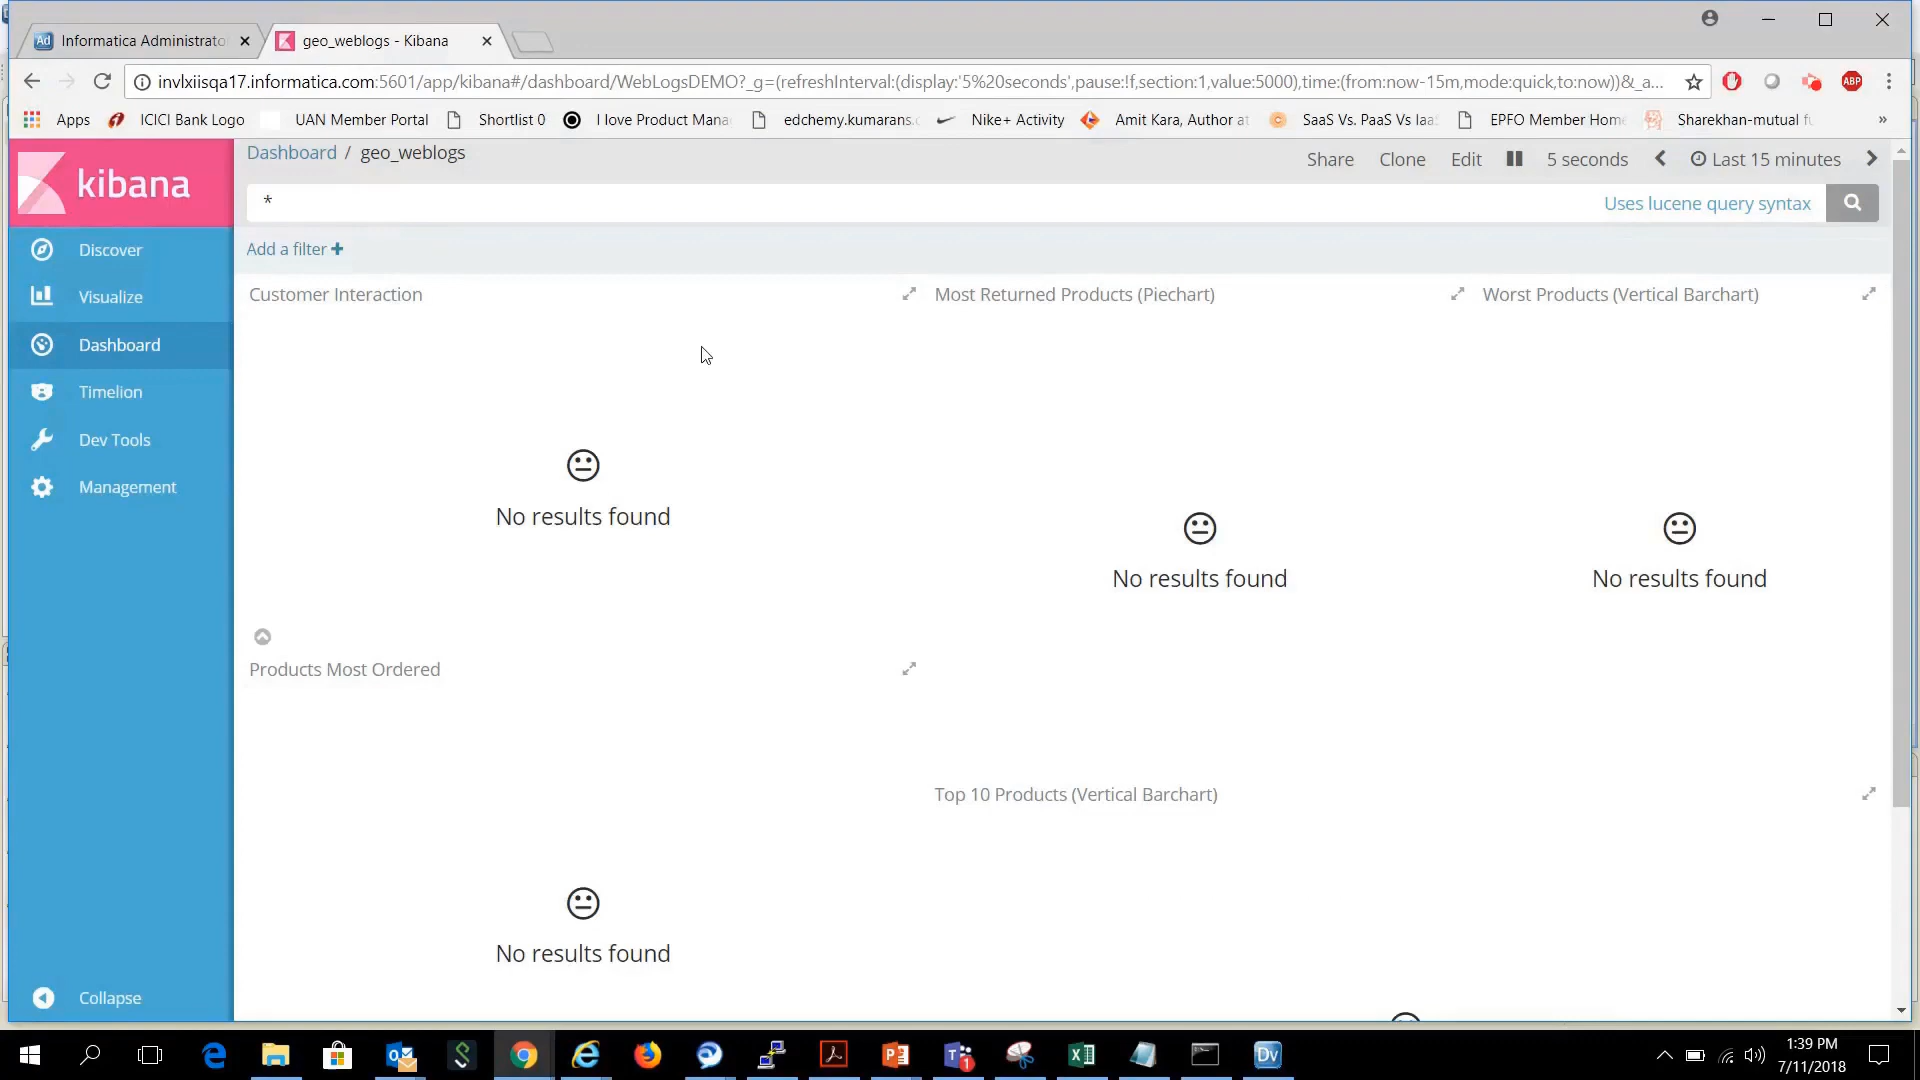 Ad Informatica Administrato
geo_weblogs - Kibana
invlxiisqa17.informatica.com:5601/app/kibana#/dashboard/WebLogsDEMO?_g=(refreshInterval:(display:'5%20seconds',pause:!f,section:1,value:5000),time:(from:now-15m,mode:quick,to:now))&_a...
ABP
Apps
ICICI Bank Logo
UAN Member Portal
Shortlist 0
I love Product Mana
edchemy.kumarans.c
Nike+ Activity
Amit Kara, Author at
SaaS Vs. PaaS Vs Iaa
EPFO Member Home
Sharekhan-mutual fu
»
kibana
Discover
Visualize
Dashboard
Timelion
Dev Tools
Management
Collapse
Dashboard / geo_weblogs
Share Clone Edit 5 seconds Last 15 minutes
*
Uses lucene query syntax
Add a filter +
Customer Interaction
No results found
Most Returned Products (Piechart)
No results found
Worst Products (Vertical Barchart)
No results found
Products Most Ordered
No results found
Top 10 Products (Vertical Barchart)
Dv
1:39 PM
7/11/2018